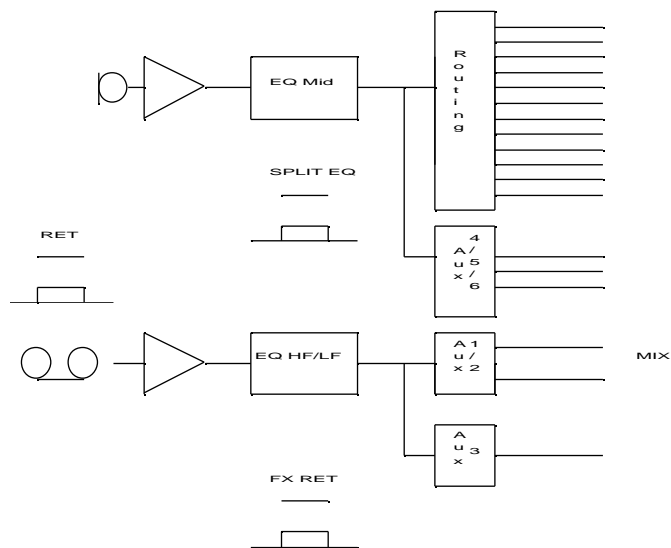 EQ Mid
Routing
SPLIT EQ
RET
Aux 4/5/6
EQ HF/LF
Aux 1/2
MIX
Aux 3
FX RET